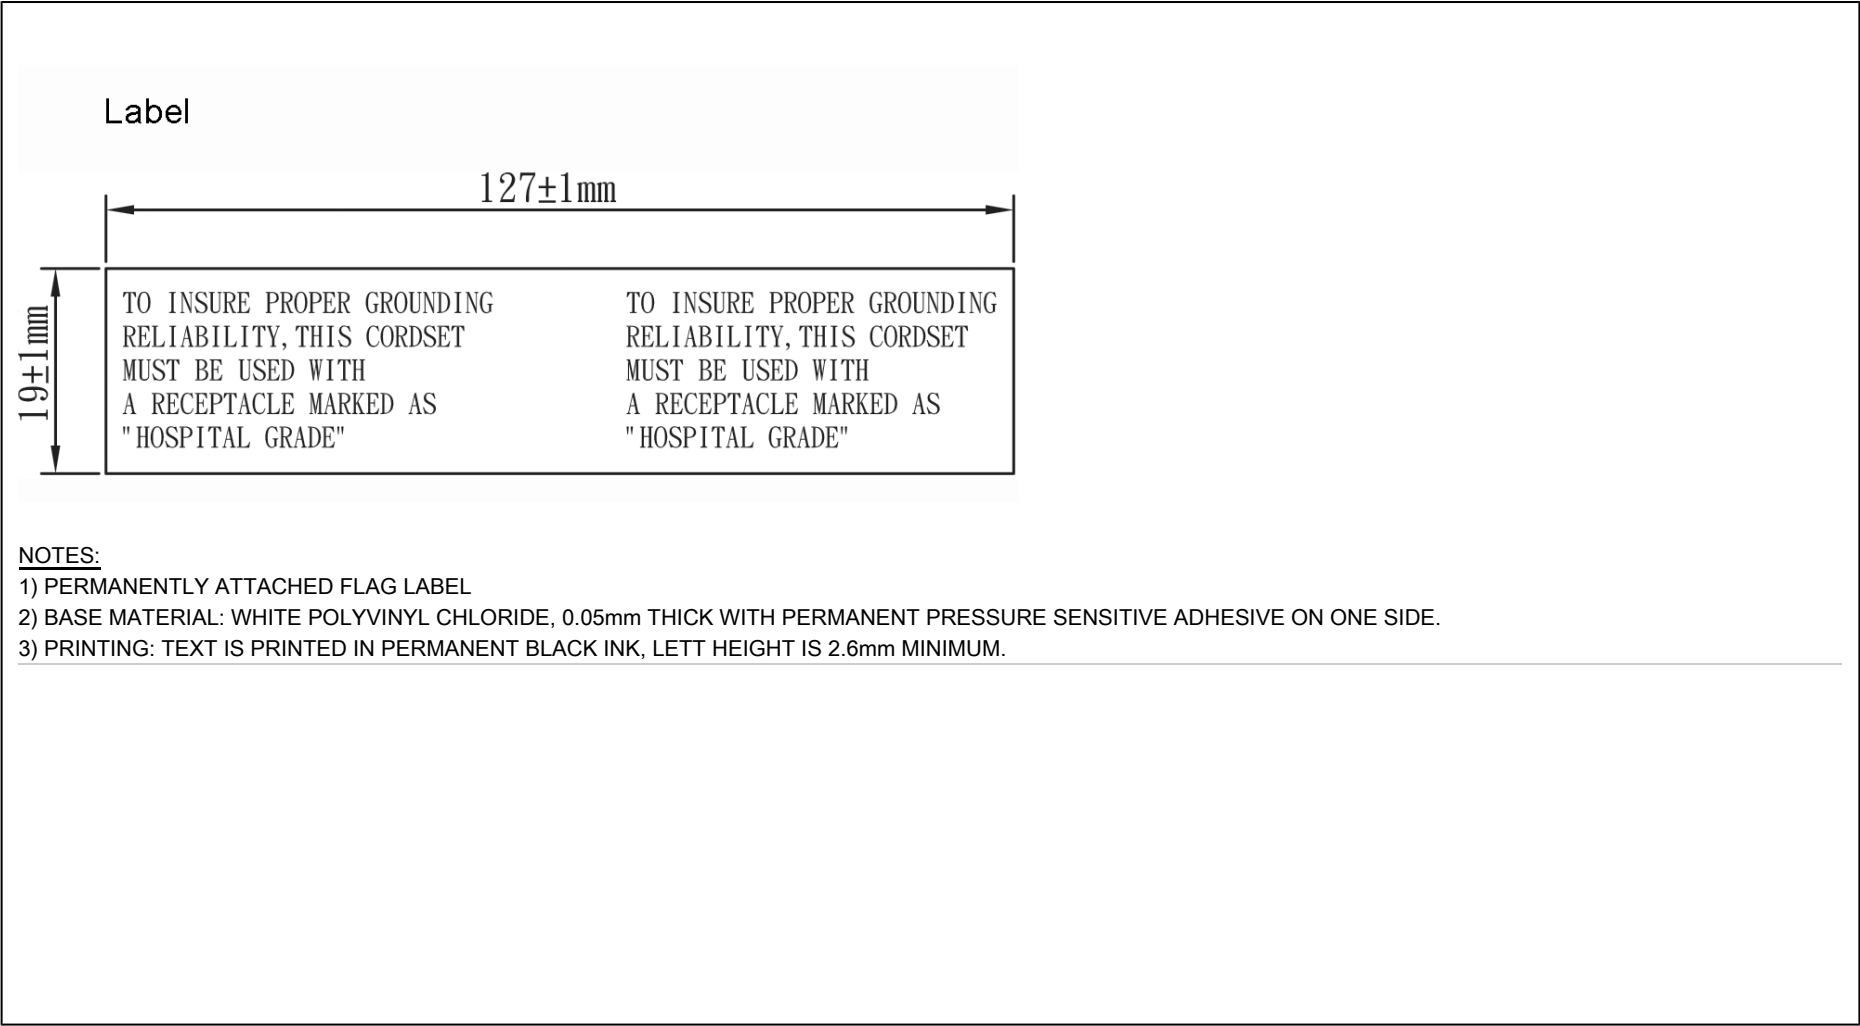 Label
127±1mm
19±1mm
TO INSURE PROPER GROUNDING
RELIABILITY, THIS CORDSET
MUST BE USED WITH
A RECEPTACLE MARKED AS
"HOSPITAL GRADE"
TO INSURE PROPER GROUNDING
RELIABILITY, THIS CORDSET
MUST BE USED WITH
A RECEPTACLE MARKED AS
"HOSPITAL GRADE"
NOTES:
1) PERMANENTLY ATTACHED FLAG LABEL
2) BASE MATERIAL: WHITE POLYVINYL CHLORIDE, 0.05mm THICK WITH PERMANENT PRESSURE SENSITIVE ADHESIVE ON ONE SIDE.
3) PRINTING: TEXT IS PRINTED IN PERMANENT BLACK INK, LETT HEIGHT IS 2.6mm MINIMUM.